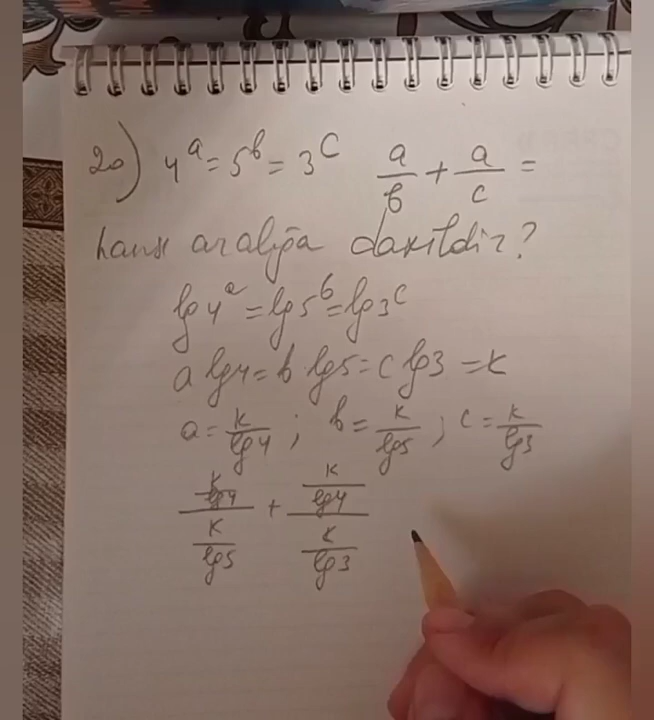 20) 4^a = 5^b = 3^c   a/b + a/c =
hansı aralığa daxildir?
lg4^a = lg5^b = lg3^c
a lg4 = b lg5 = c lg3 = k
a = k/lg4 ; b = k/lg5 ; c = k/lg3
(k/lg4)/(k/lg5) + (k/lg4)/(k/lg3)